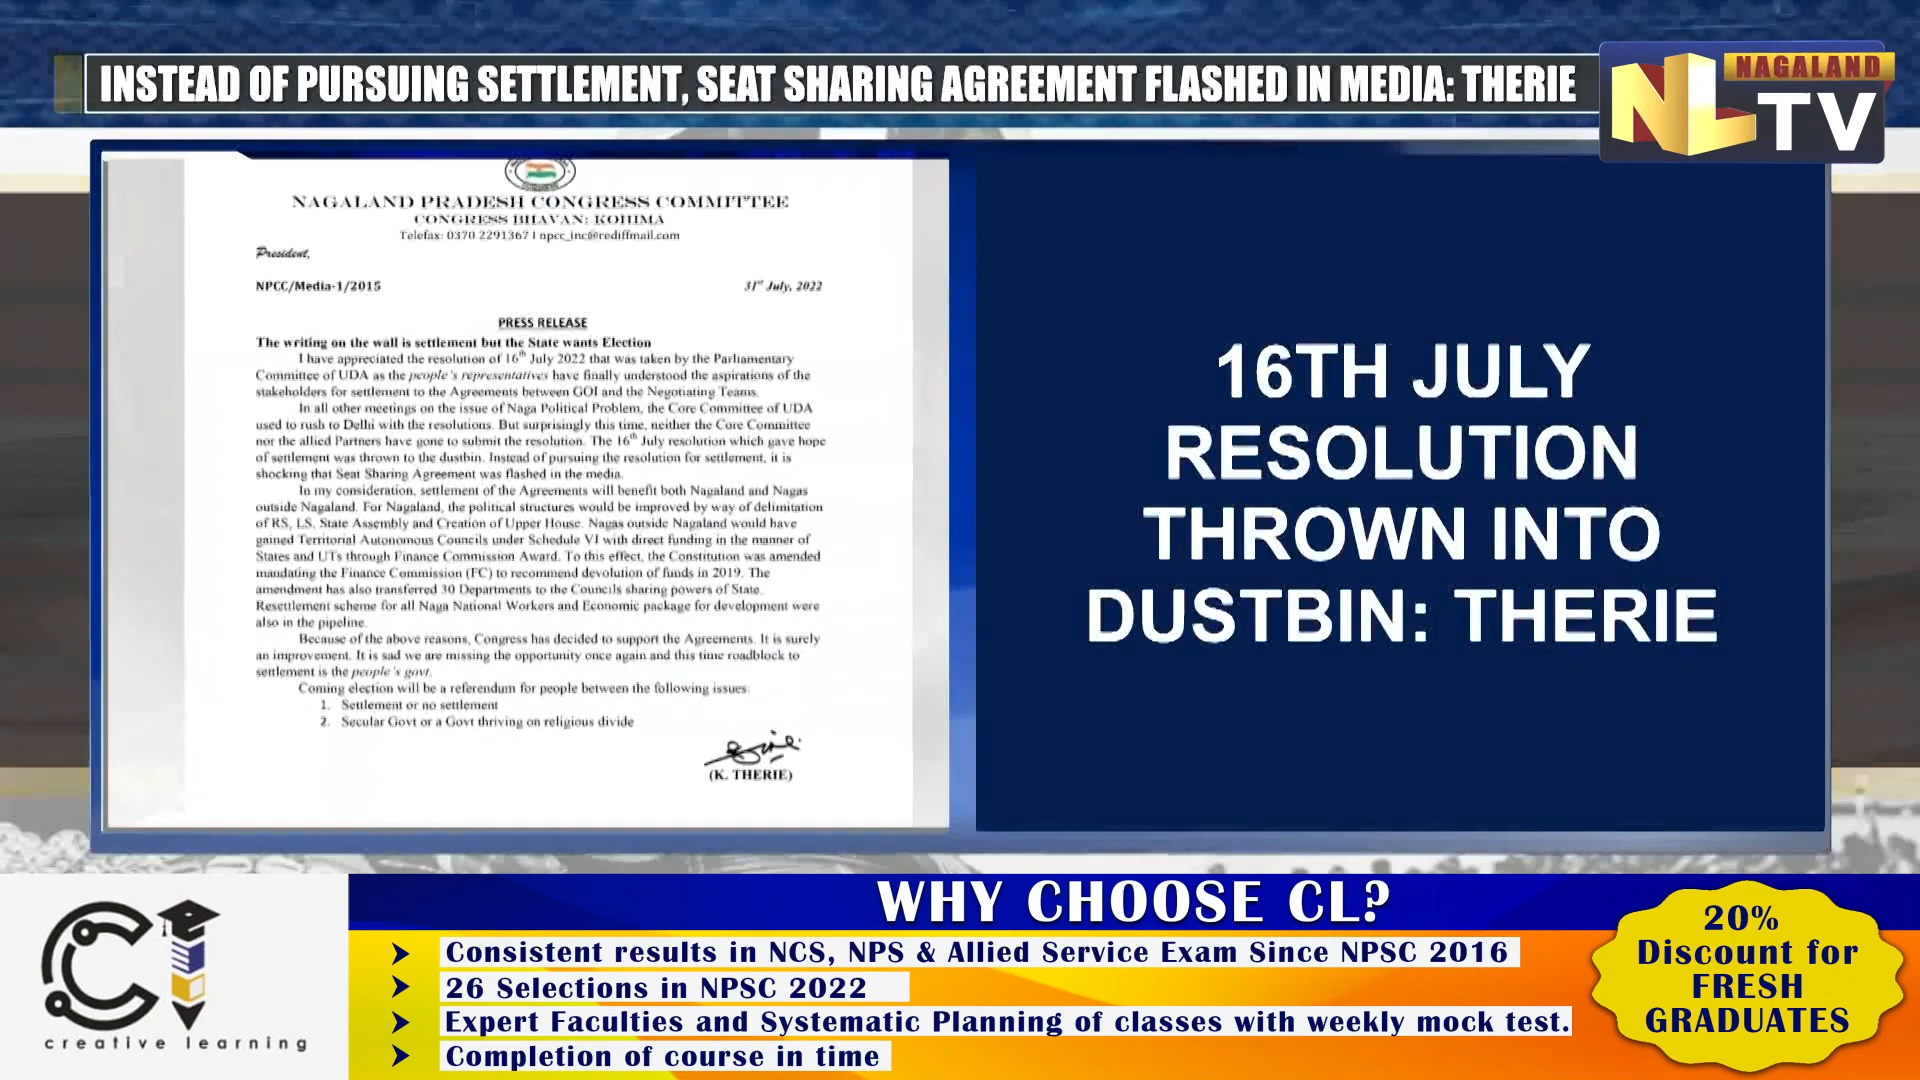 INSTEAD OF PURSUING SETTLEMENT, SEAT SHARING AGREEMENT FLASHED IN MEDIA: THERIE
NAGALAND
NL TV
NAGALAND PRADESH CONGRESS COMMITTEE
CONGRESS BHAVAN: KOHIMA
Telefax: 0370 2291367 I npcc_inc@rediffmail.com
President,
NPCC/Media-1/2015 31st July, 2022
PRESS RELEASE
The writing on the wall is settlement but the State wants Election
I have appreciated the resolution of 16th July 2022 that was taken by the Parliamentary
Committee of UDA as the people's representatives have finally understood the aspirations of the
stakeholders for settlement to the Agreements between GOI and the Negotiating Teams.
In all other meetings on the issue of Naga Political Problem, the Core Committee of UDA
used to rush to Delhi with the resolutions. But surprisingly this time, neither the Core Committee
nor the allied Partners have gone to submit the resolution. The 16th July resolution which gave hope
of settlement was thrown to the dustbin. Instead of pursuing the resolution for settlement, it is
shocking that Seat Sharing Agreement was flashed in the media.
In my consideration, settlement of the Agreements will benefit both Nagaland and Nagas
outside Nagaland. For Nagaland, the political structures would be improved by way of delimitation
of RS, LS, State Assembly and Creation of Upper House. Nagas outside Nagaland would have
gained Territorial Autonomous Councils under Schedule VI with direct funding in the manner of
States and UTs through Finance Commission Award. To this effect, the Constitution was amended
mandating the Finance Commission (FC) to recommend devolution of funds in 2019. The
amendment has also transferred 30 Departments to the Councils sharing powers of State.
Resettlement scheme for all Naga National Workers and Economic package for development were
also in the pipeline.
Because of the above reasons, Congress has decided to support the Agreements. It is surely
an improvement. It is sad we are missing the opportunity once again and this time roadblock to
settlement is the people's govt.
Coming election will be a referendum for people between the following issues:
1. Settlement or no settlement
2. Secular Govt or a Govt thriving on religious divide
(K. THERIE)
16TH JULY
RESOLUTION
THROWN INTO
DUSTBIN: THERIE
creative learning
WHY CHOOSE CL?
Consistent results in NCS, NPS & Allied Service Exam Since NPSC 2016
26 Selections in NPSC 2022
Expert Faculties and Systematic Planning of classes with weekly mock test.
Completion of course in time
20%
Discount for
FRESH
GRADUATES